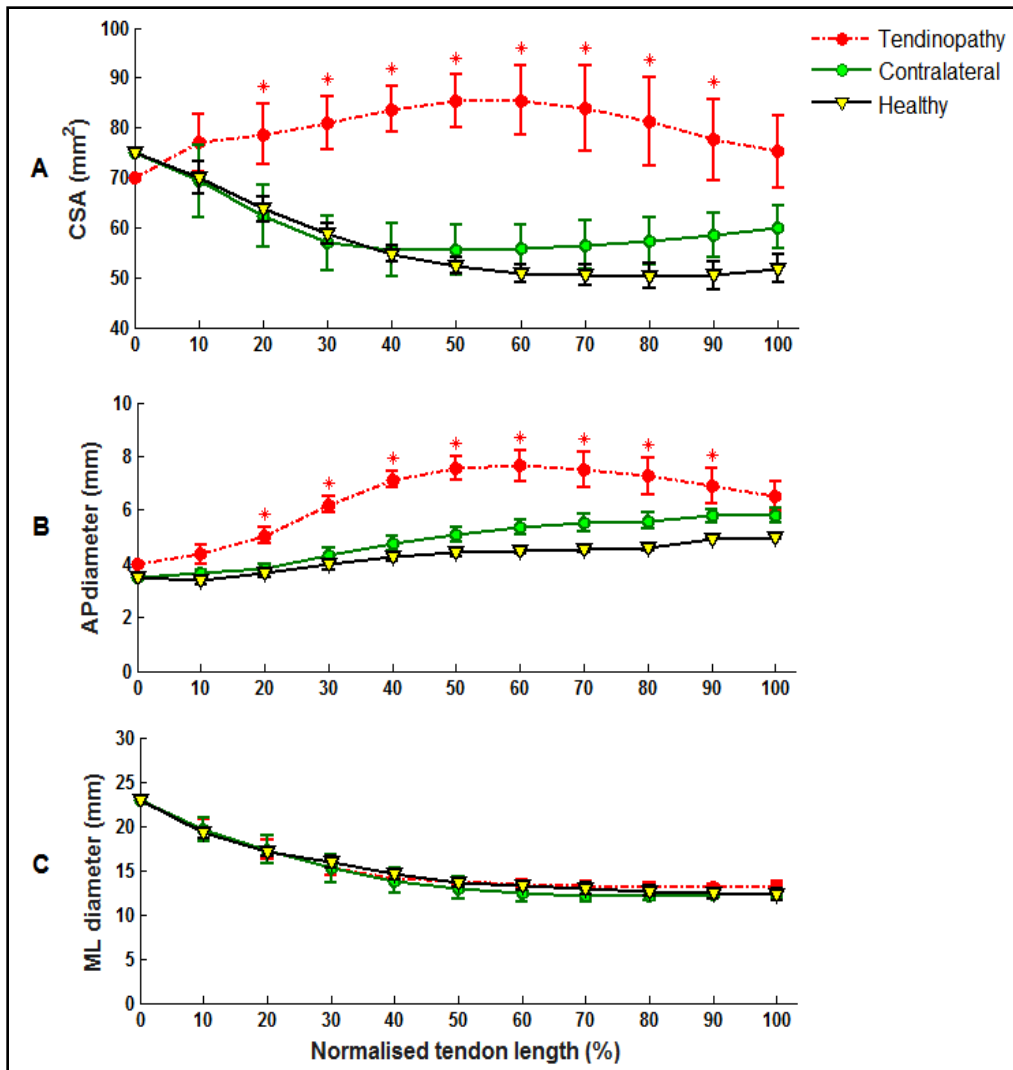 Tendinopathy
Contralateral
Healthy
A
CSA (mm²)
100
90
80
70
60
50
40
0 10 20 30 40 50 60 70 80 90 100
* * * * * * * *
B
APdiameter (mm)
10
8
6
4
2
0
0 10 20 30 40 50 60 70 80 90 100
* * * * * * * *
C
ML diameter (mm)
30
25
20
15
10
5
0
0 10 20 30 40 50 60 70 80 90 100
Normalised tendon length (%)